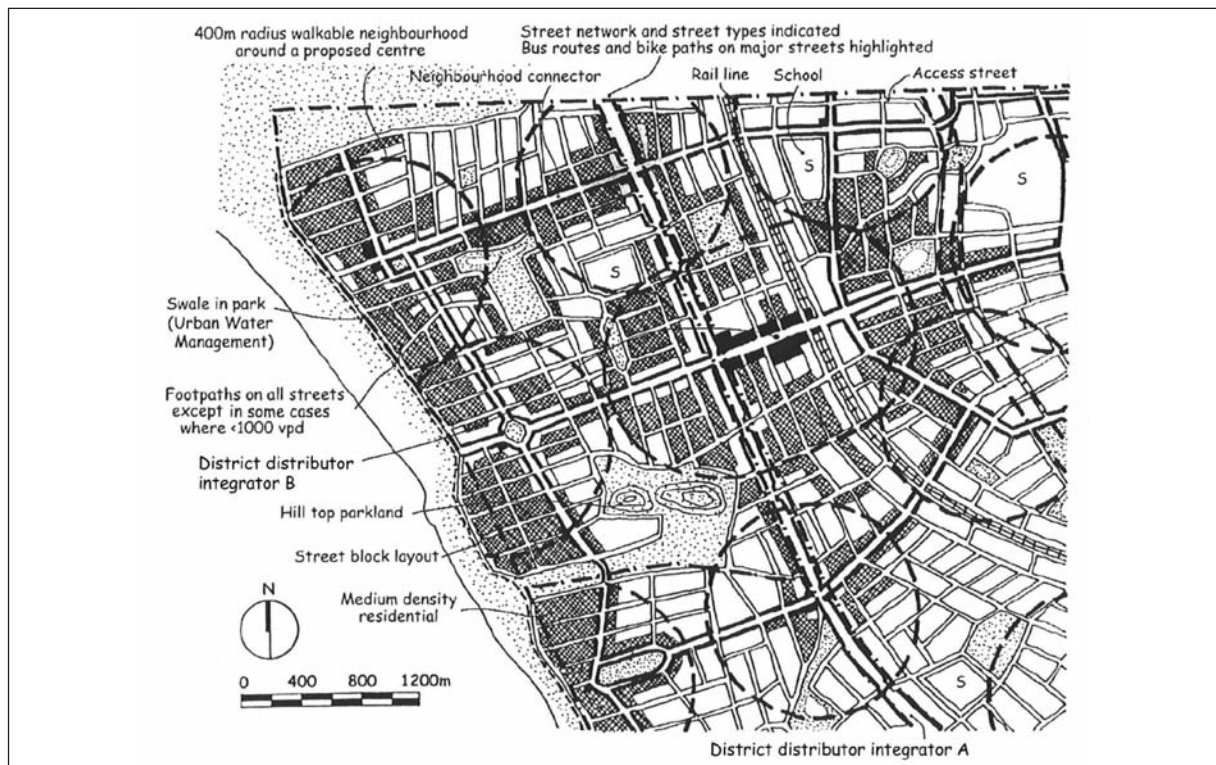 400m radius walkable neighbourhood
around a proposed centre
Street network and street types indicated
Bus routes and bike paths on major streets highlighted
Neighbourhood connector
Rail line
School
Access street
S
S
S
Swale in park
(Urban Water
Management)
Footpaths on all streets
except in some cases
where <1000 vpd
District distributor
integrator B
Hill top parkland
Street block layout
Medium density
residential
N
0 400 800 1200m
S
District distributor integrator A